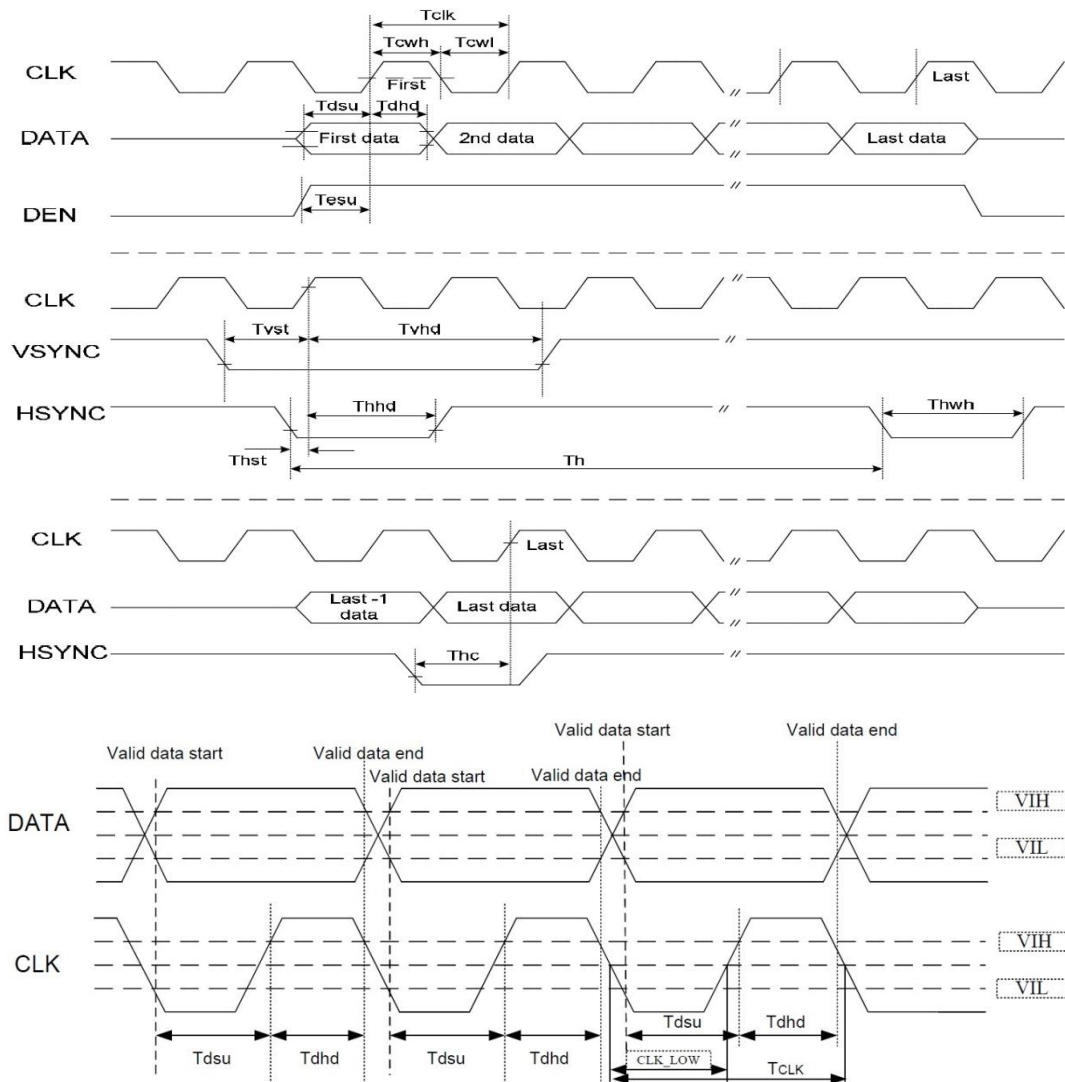 Tclk
Tcwh Tcwl
CLK First Last
Tdsu Tdhd
DATA First data 2nd data Last data
DEN Tesu
CLK
Tvst Tvhd
VSYNC
HSYNC Thhd Thwh
Thst Th
CLK Last
DATA Last -1 data Last data
HSYNC Thc
Valid data start Valid data end Valid data start Valid data end Valid data start Valid data end
DATA VIH
VIL
CLK VIH
VIL
Tdsu Tdhd Tdsu Tdhd Tdsu Tdhd
CLK_LOW TCLK